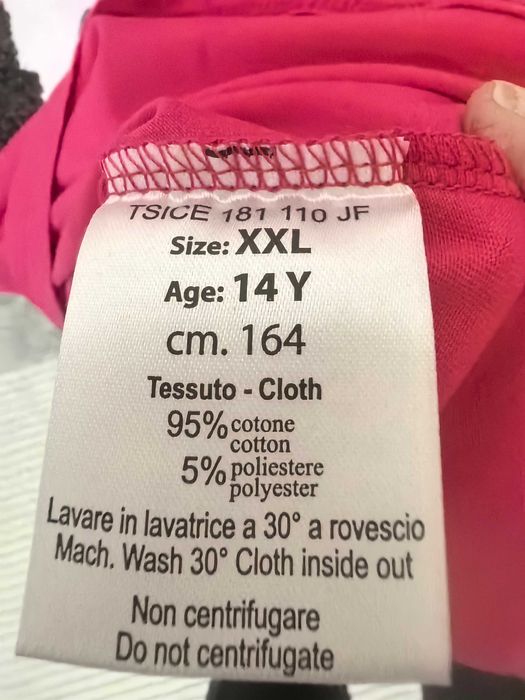 TSICE 181 110 JF
Size: XXL
Age: 14 Y
cm. 164
Tessuto - Cloth
95% cotone
cotton
5% poliestere
polyester
Lavare in lavatrice a 30° a rovescio
Mach. Wash 30° Cloth inside out
Non centrifugare
Do not centrifugate